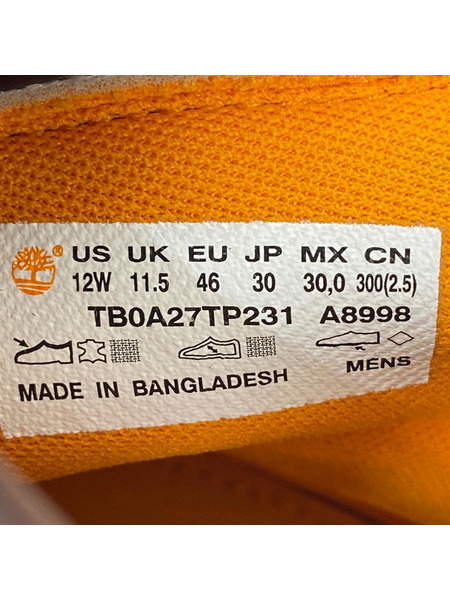 ® US UK EU JP MX CN
12W 11.5 46 30 30,0 300(2.5)
TB0A27TP231 A8998
MENS
MADE IN BANGLADESH